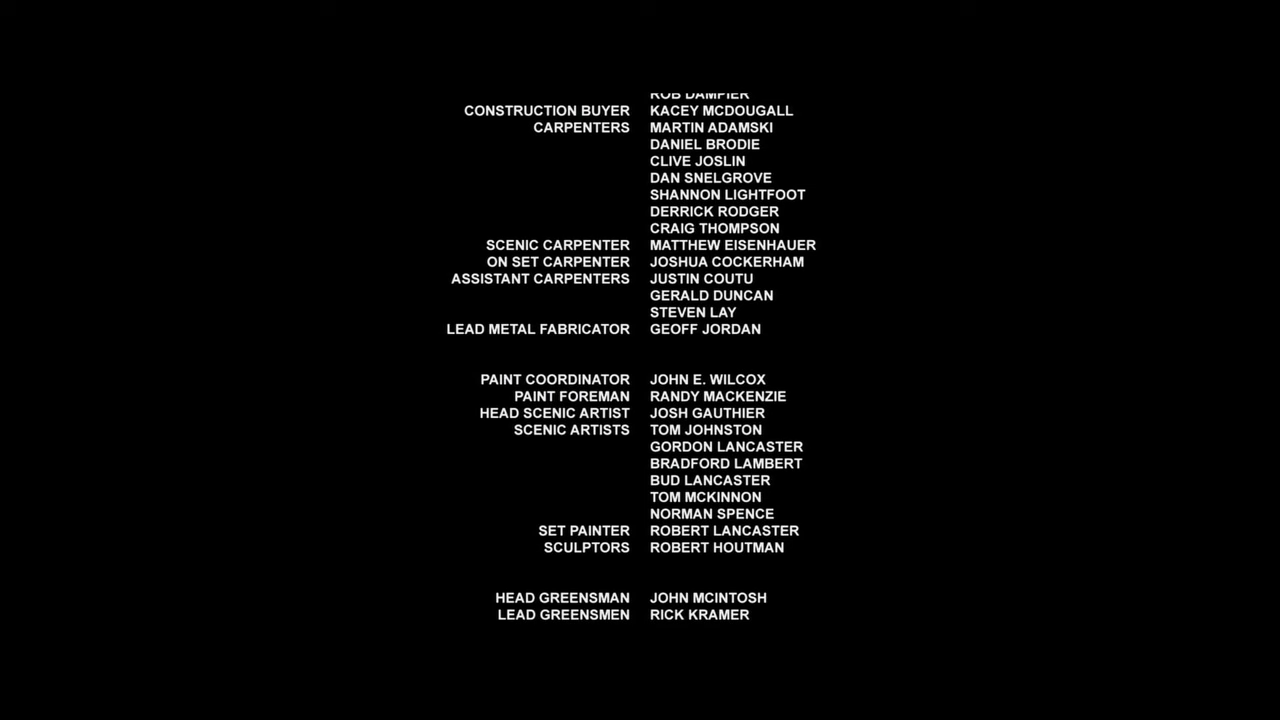 ROB DAMPIER
CONSTRUCTION BUYER KACEY MCDOUGALL
CARPENTERS MARTIN ADAMSKI
DANIEL BRODIE
CLIVE JOSLIN
DAN SNELGROVE
SHANNON LIGHTFOOT
DERRICK RODGER
CRAIG THOMPSON
SCENIC CARPENTER MATTHEW EISENHAUER
ON SET CARPENTER JOSHUA COCKERHAM
ASSISTANT CARPENTERS JUSTIN COUTU
GERALD DUNCAN
STEVEN LAY
LEAD METAL FABRICATOR GEOFF JORDAN
PAINT COORDINATOR JOHN E. WILCOX
PAINT FOREMAN RANDY MACKENZIE
HEAD SCENIC ARTIST JOSH GAUTHIER
SCENIC ARTISTS TOM JOHNSTON
GORDON LANCASTER
BRADFORD LAMBERT
BUD LANCASTER
TOM MCKINNON
NORMAN SPENCE
SET PAINTER ROBERT LANCASTER
SCULPTORS ROBERT HOUTMAN
HEAD GREENSMAN JOHN MCINTOSH
LEAD GREENSMEN RICK KRAMER